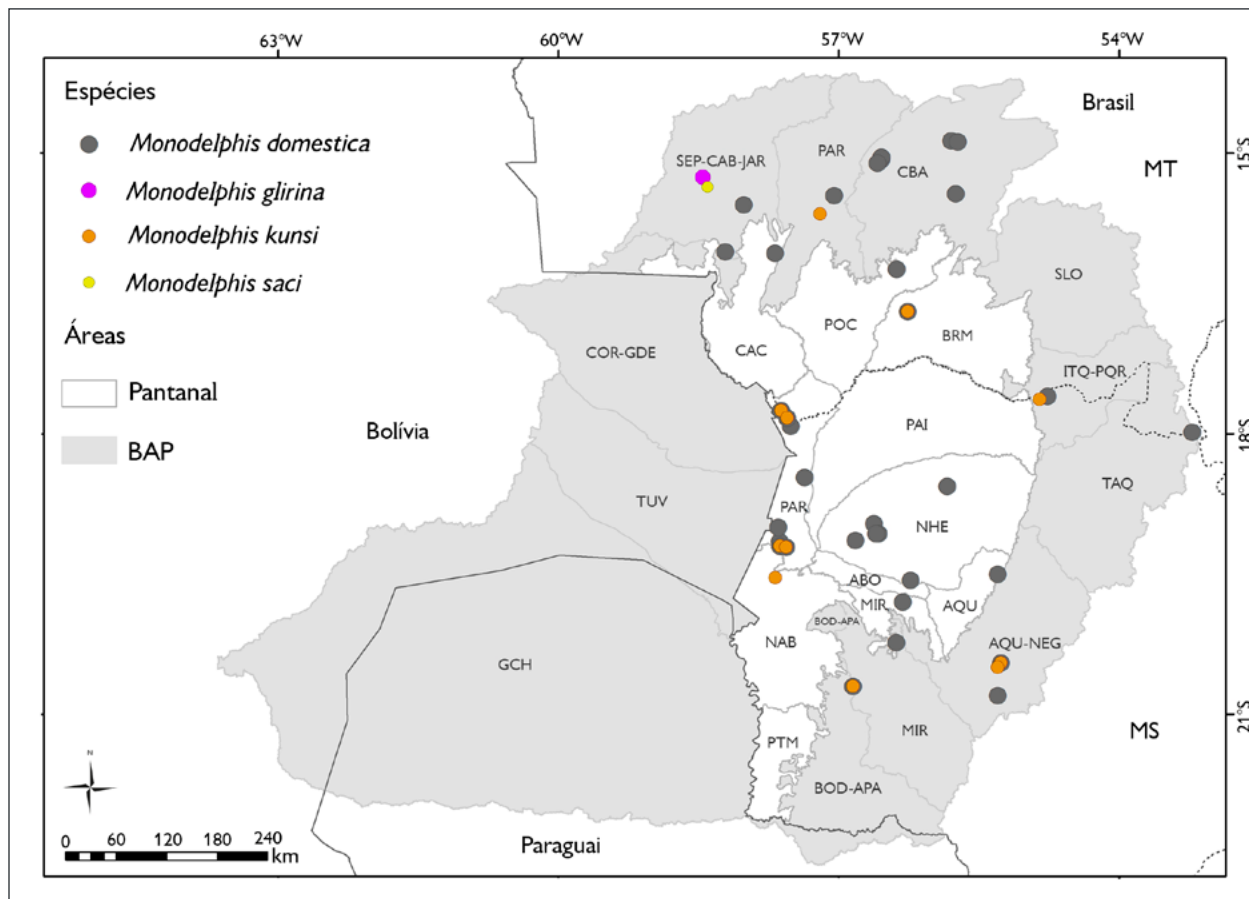 63°W 60°W 57°W 54°W
Espécies
Monodelphis domestica
Monodelphis glirina
Monodelphis kunsi
Monodelphis saci
Áreas
Pantanal
BAP
Brasil
MT
15°S
SEP-CAB-JAR
PAR
CBA
SLO
POC
BRM
CAC
COR-GDE
ITQ-PQR
Bolívia
PAI
18°S
TAQ
TUV
PAR
NHE
ABO
MIR
AQU
BOD-APA
NAB
AQU-NEG
GCH
MIR
MS
21°S
PTM
BOD-APA
Paraguai
N
0 60 120 180 240
km